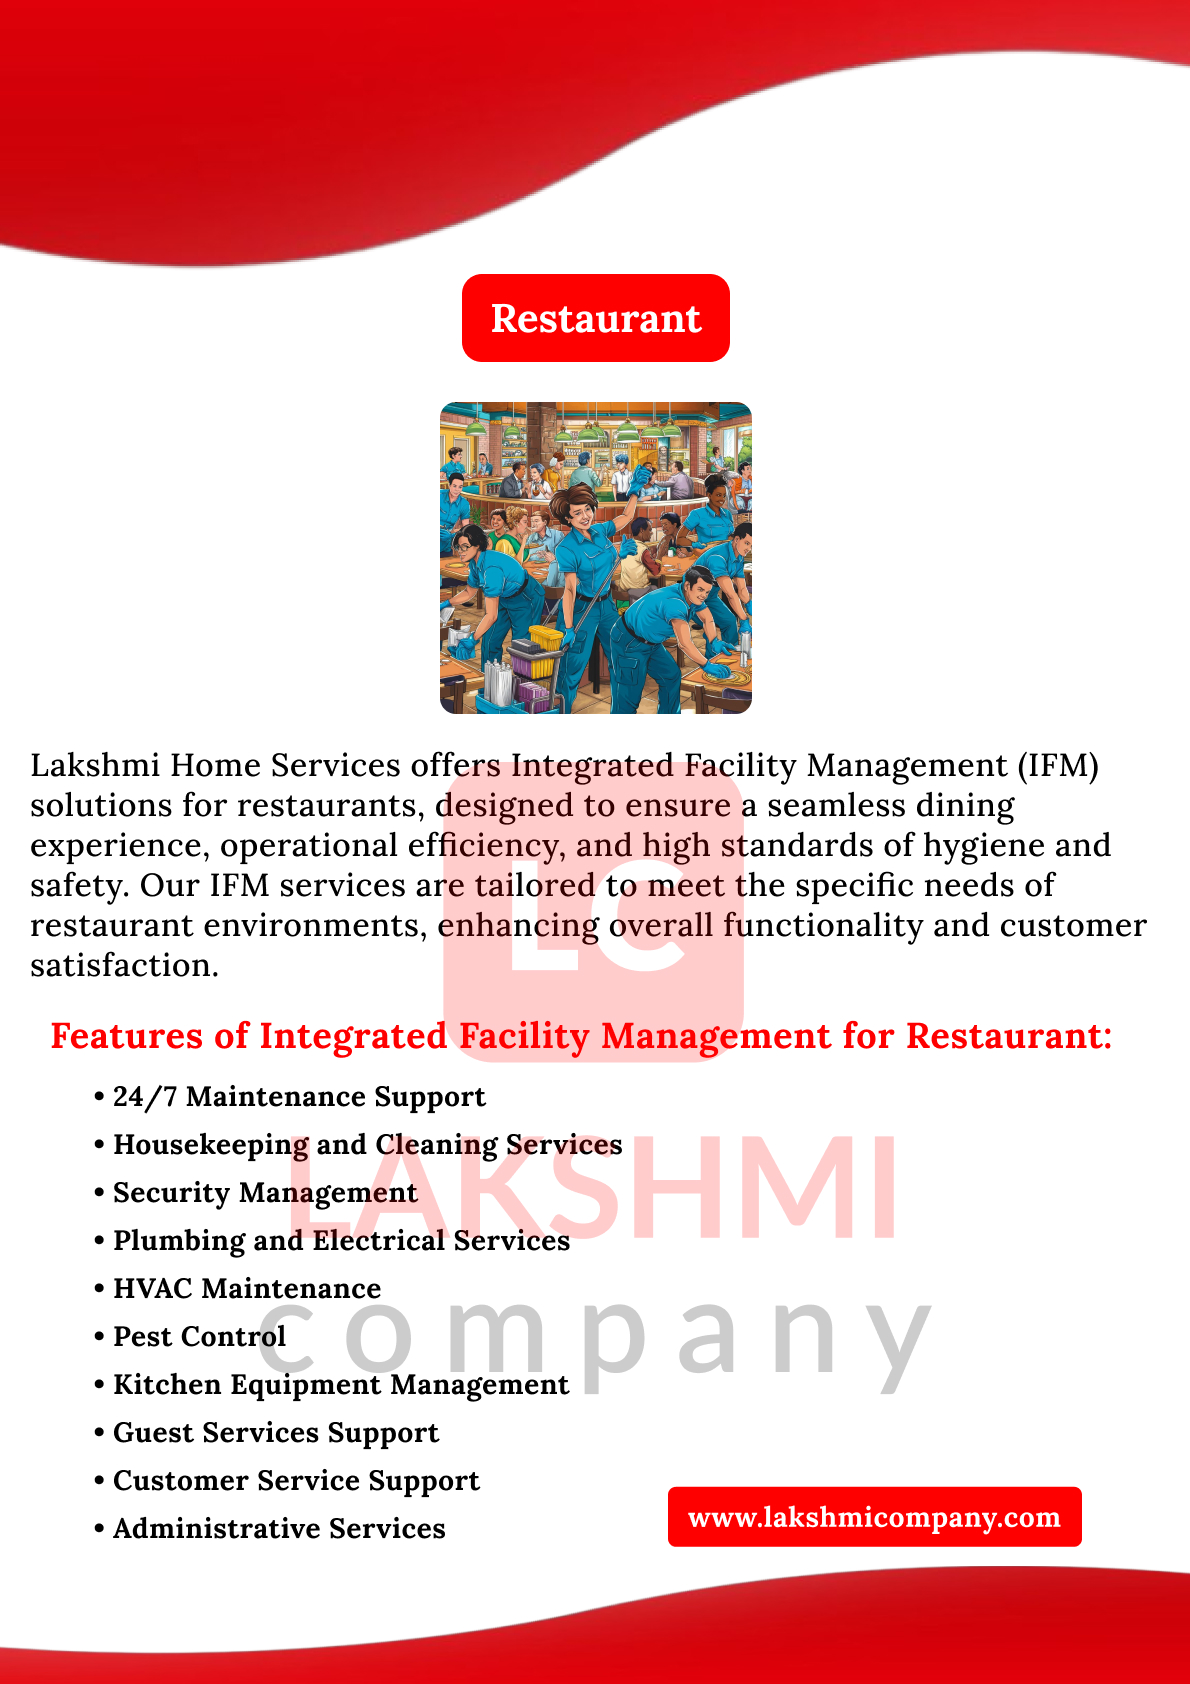 Restaurant
Lakshmi Home Services offers Integrated Facility Management (IFM)
solutions for restaurants, designed to ensure a seamless dining
experience, operational efficiency, and high standards of hygiene and
safety. Our IFM services are tailored to meet the specific needs of
restaurant environments, enhancing overall functionality and customer
satisfaction.
LC
Features of Integrated Facility Management for Restaurant:
• 24/7 Maintenance Support
• Housekeeping and Cleaning Services
LAKSHMI
• Security Management
• Plumbing and Electrical Services
• HVAC Maintenance
company
• Pest Control
• Kitchen Equipment Management
• Guest Services Support
• Customer Service Support
• Administrative Services
www.lakshmicompany.com